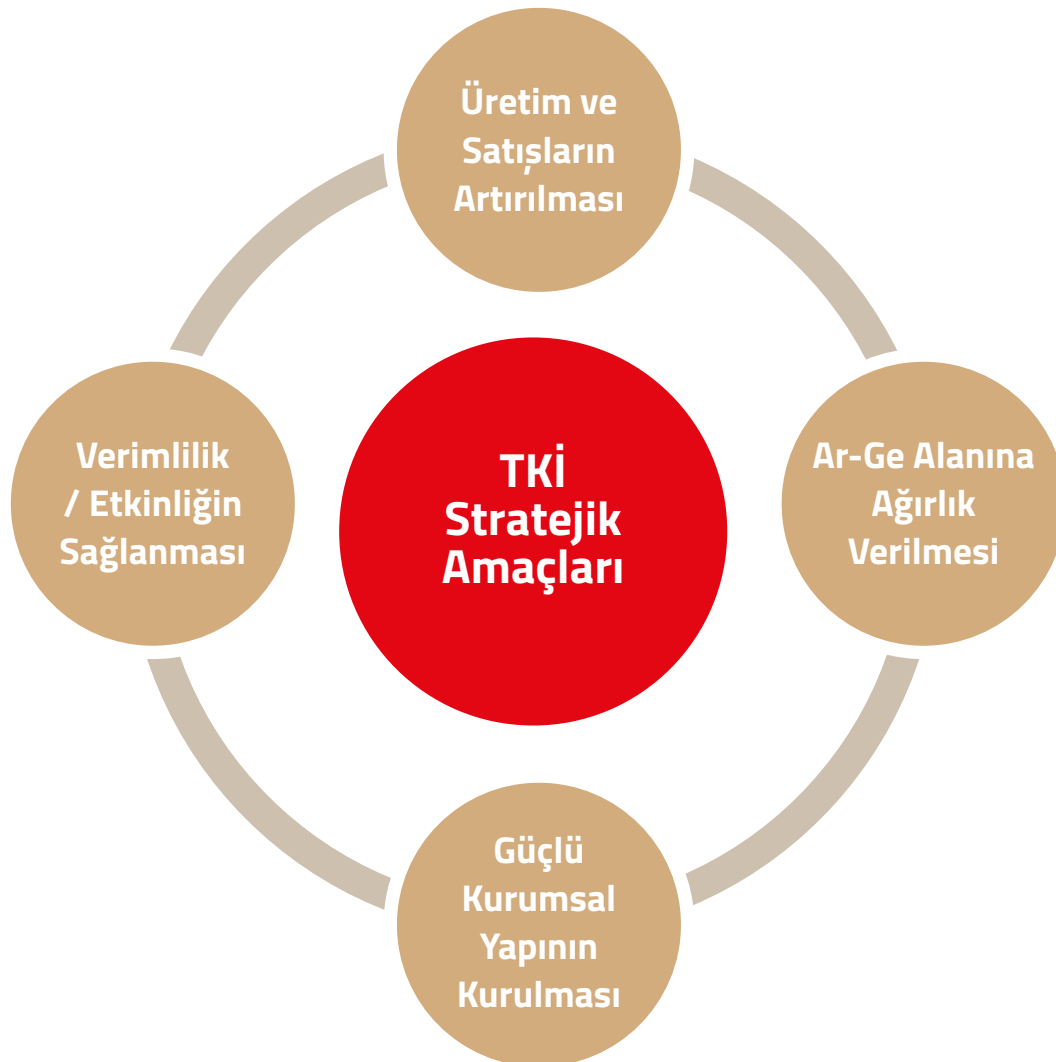 Üretim ve
Satışların
Artırılması
Verimlilik
/ Etkinliğin
Sağlanması
TKİ
Stratejik
Amaçları
Ar-Ge Alanına
Ağırlık
Verilmesi
Güçlü
Kurumsal
Yapının
Kurulması